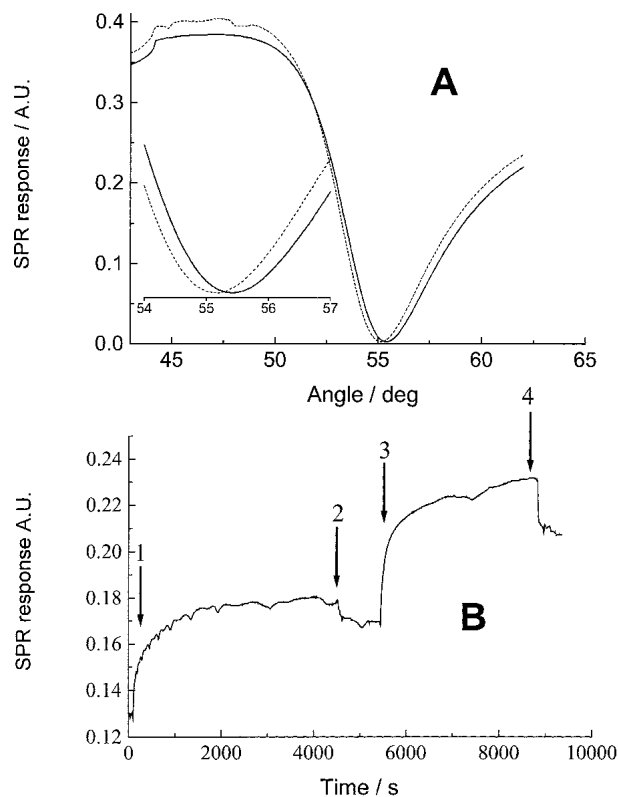 0.4
0.3
0.2
0.1
0.0
SPR response / A.U.
A
54 55 56 57
45 50 55 60 65
Angle / deg
0.24
0.22
0.20
0.18
0.16
0.14
0.12
SPR response A.U.
1
2
3
4
B
0 2000 4000 6000 8000 10000
Time / s